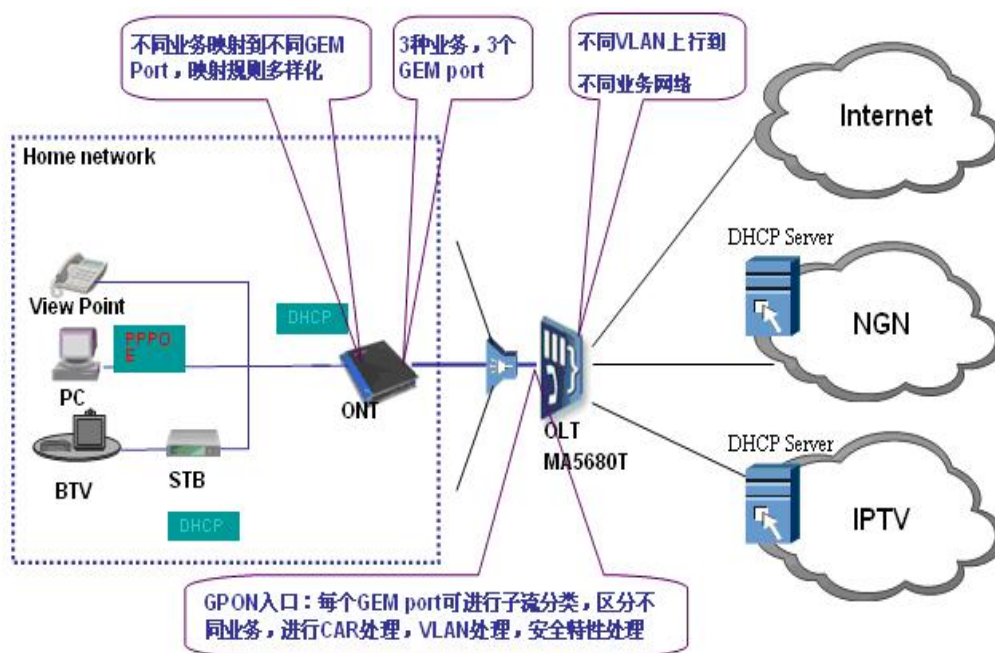 不同业务映射到不同GEM
Port，映射规则多样化
3种业务，3个
GEM port
不同VLAN上行到
不同业务网络
Internet
Home network
DHCP Server
View Point
DHCP
NGN
PPPO
E
PC
ONT
OLT
MA5680T
DHCP Server
BTV
STB
IPTV
DHCP
GPON入口：每个GEM port可进行子流分类，区分不
同业务，进行CAR处理，VLAN处理，安全特性处理